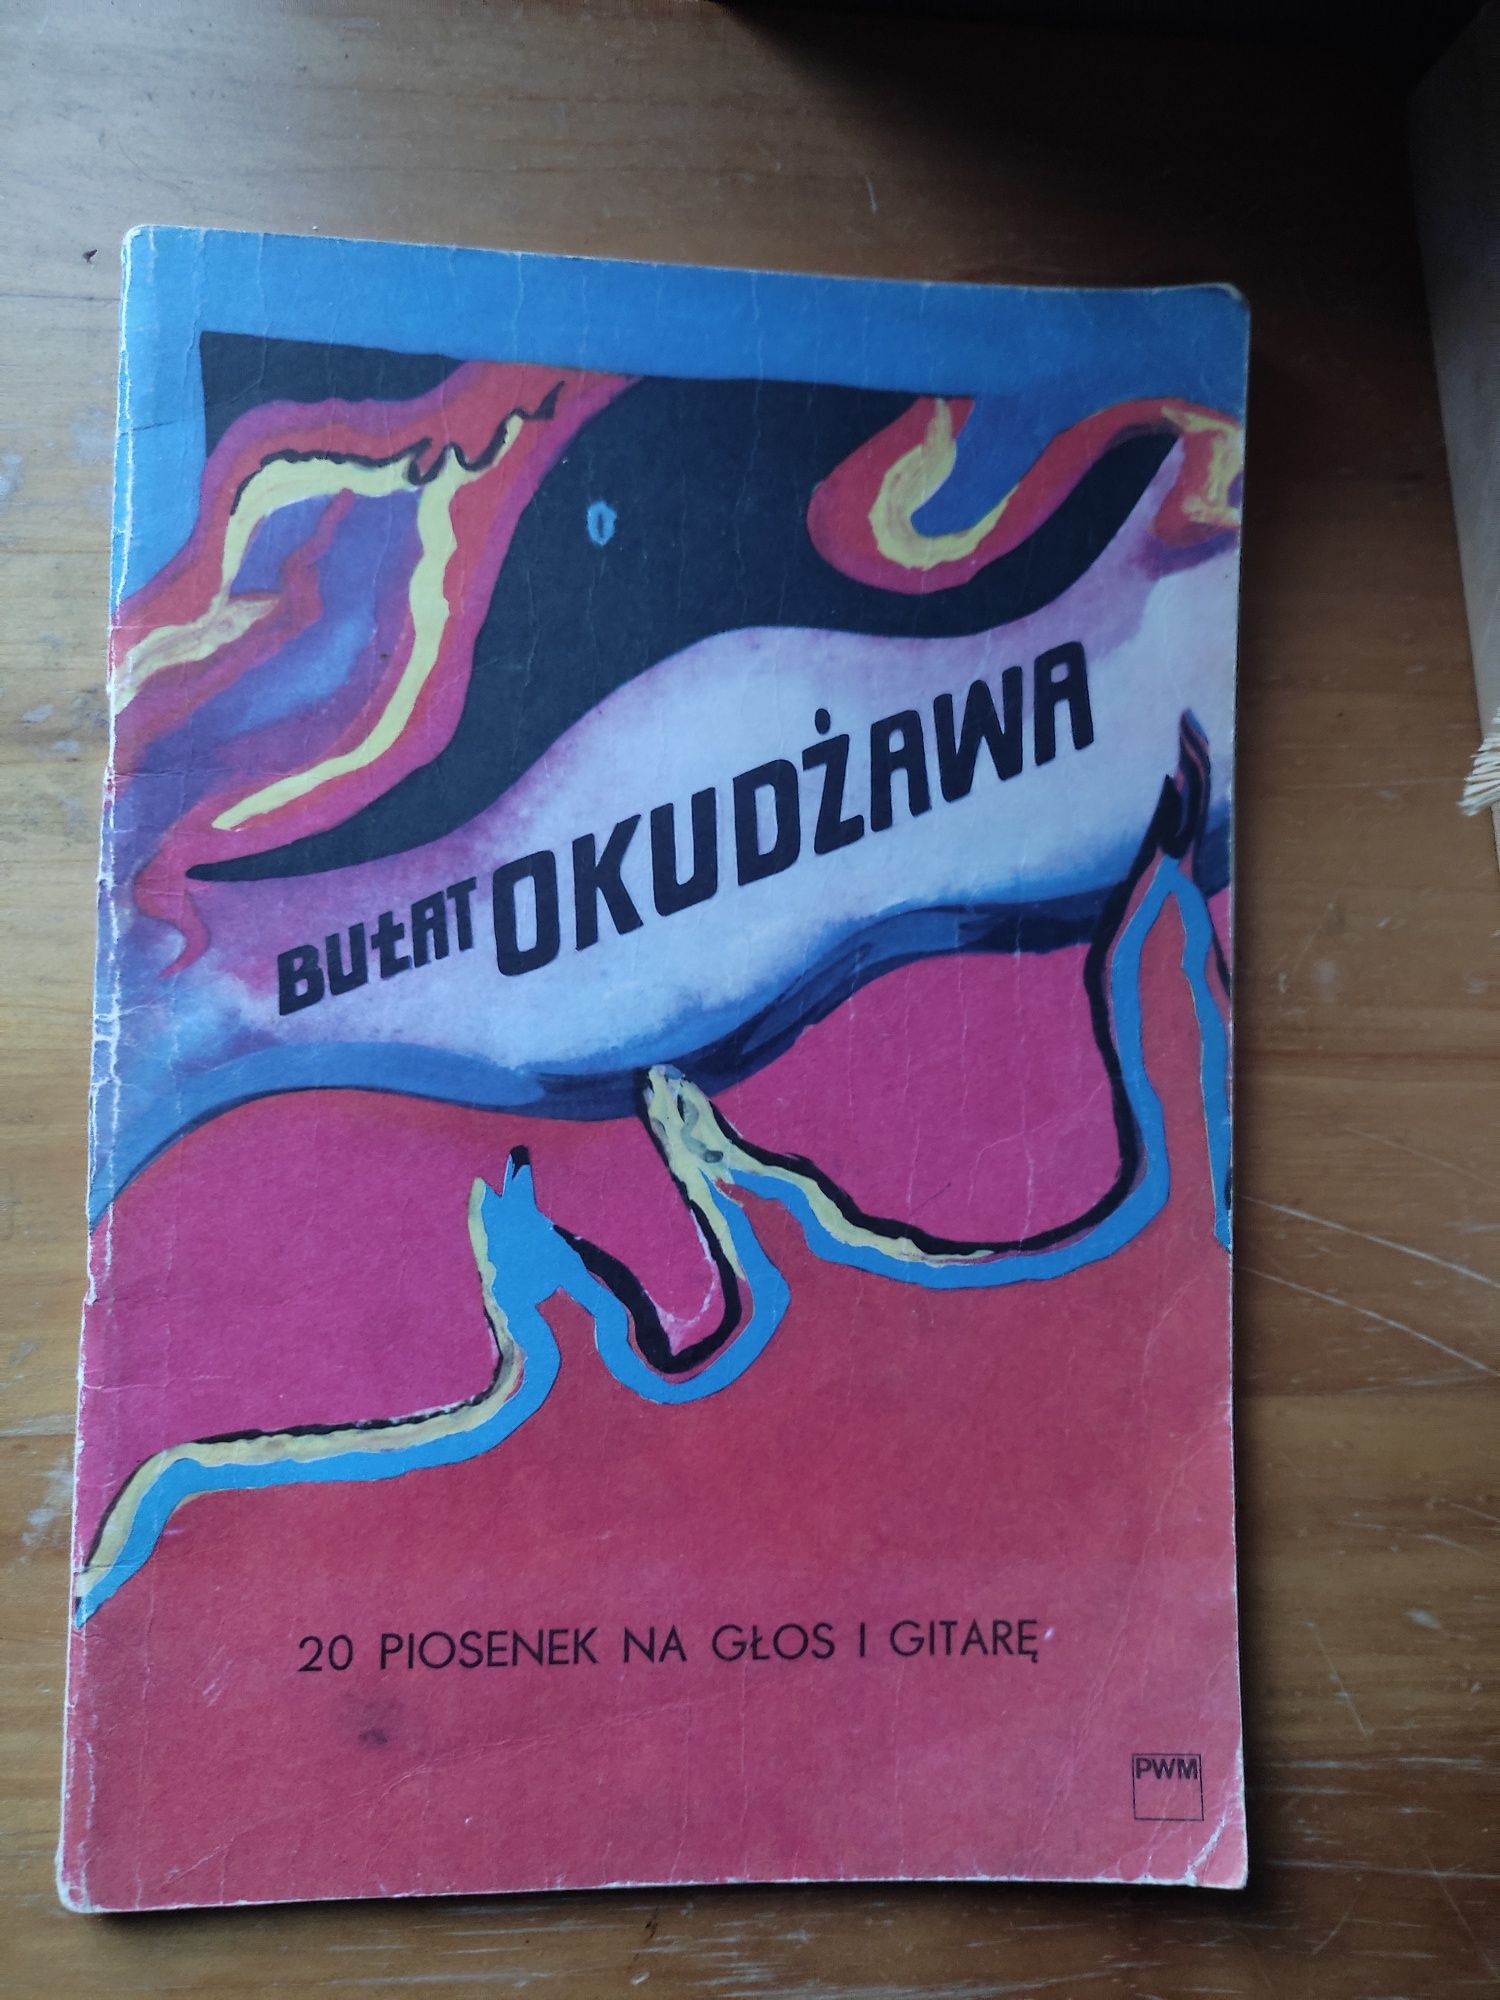 BUŁAT OKUDŻAWA
20 PIOSENEK NA GŁOS I GITARĘ
PWM